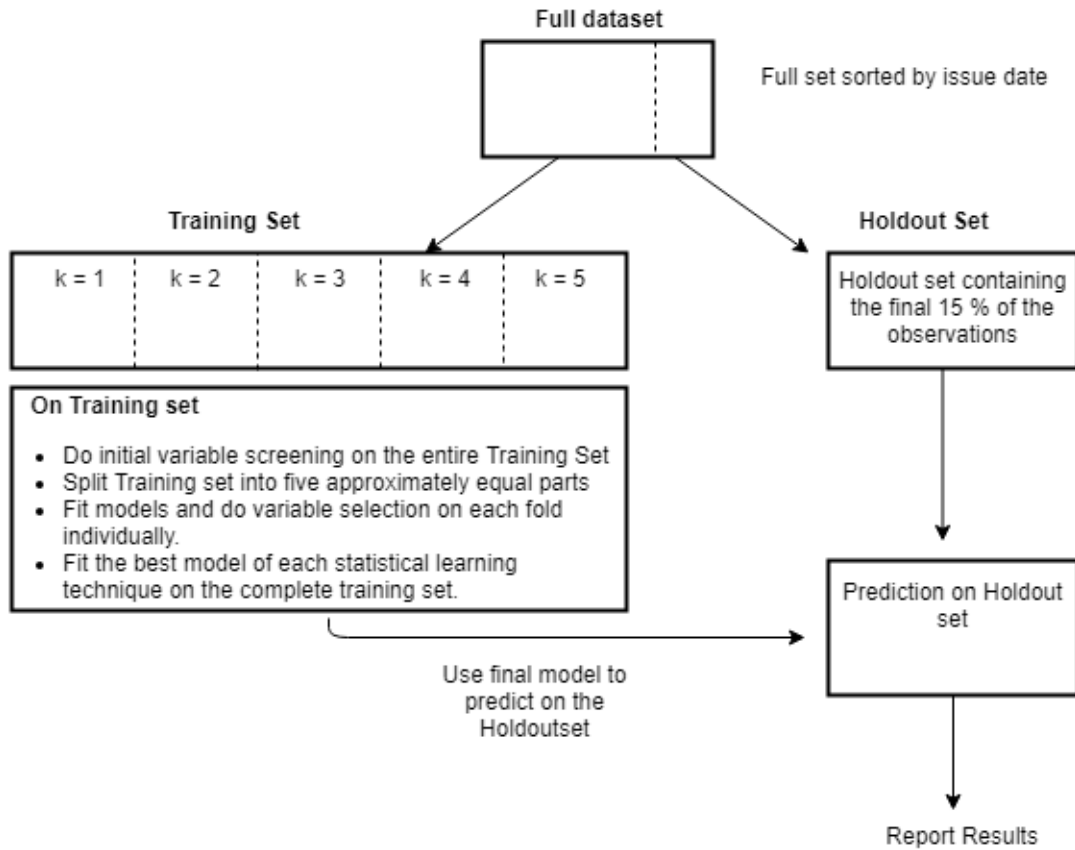 Full dataset
Full set sorted by issue date
Training Set
k = 1
k = 2
k = 3
k = 4
k = 5
Holdout Set
Holdout set containing
the final 15 % of the
observations
On Training set
• Do initial variable screening on the entire Training Set
• Split Training set into five approximately equal parts
• Fit models and do variable selection on each fold
individually.
• Fit the best model of each statistical learning
technique on the complete training set.
Prediction on Holdout
set
Use final model to
predict on the
Holdoutset
Report Results